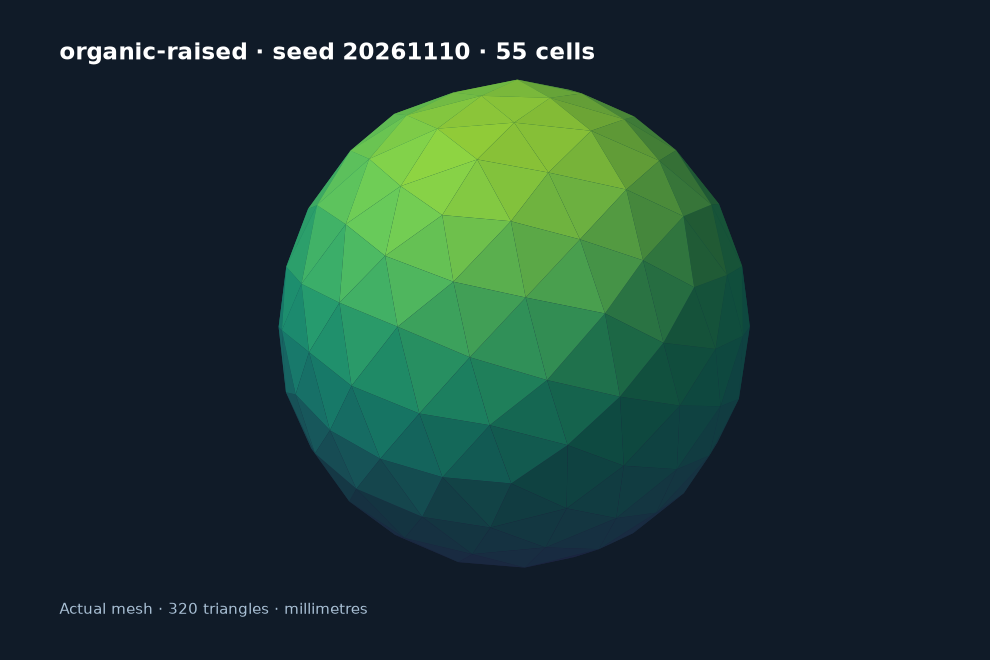 organic-raised · seed 20261110 · 55 cells
Actual mesh · 320 triangles · millimetres